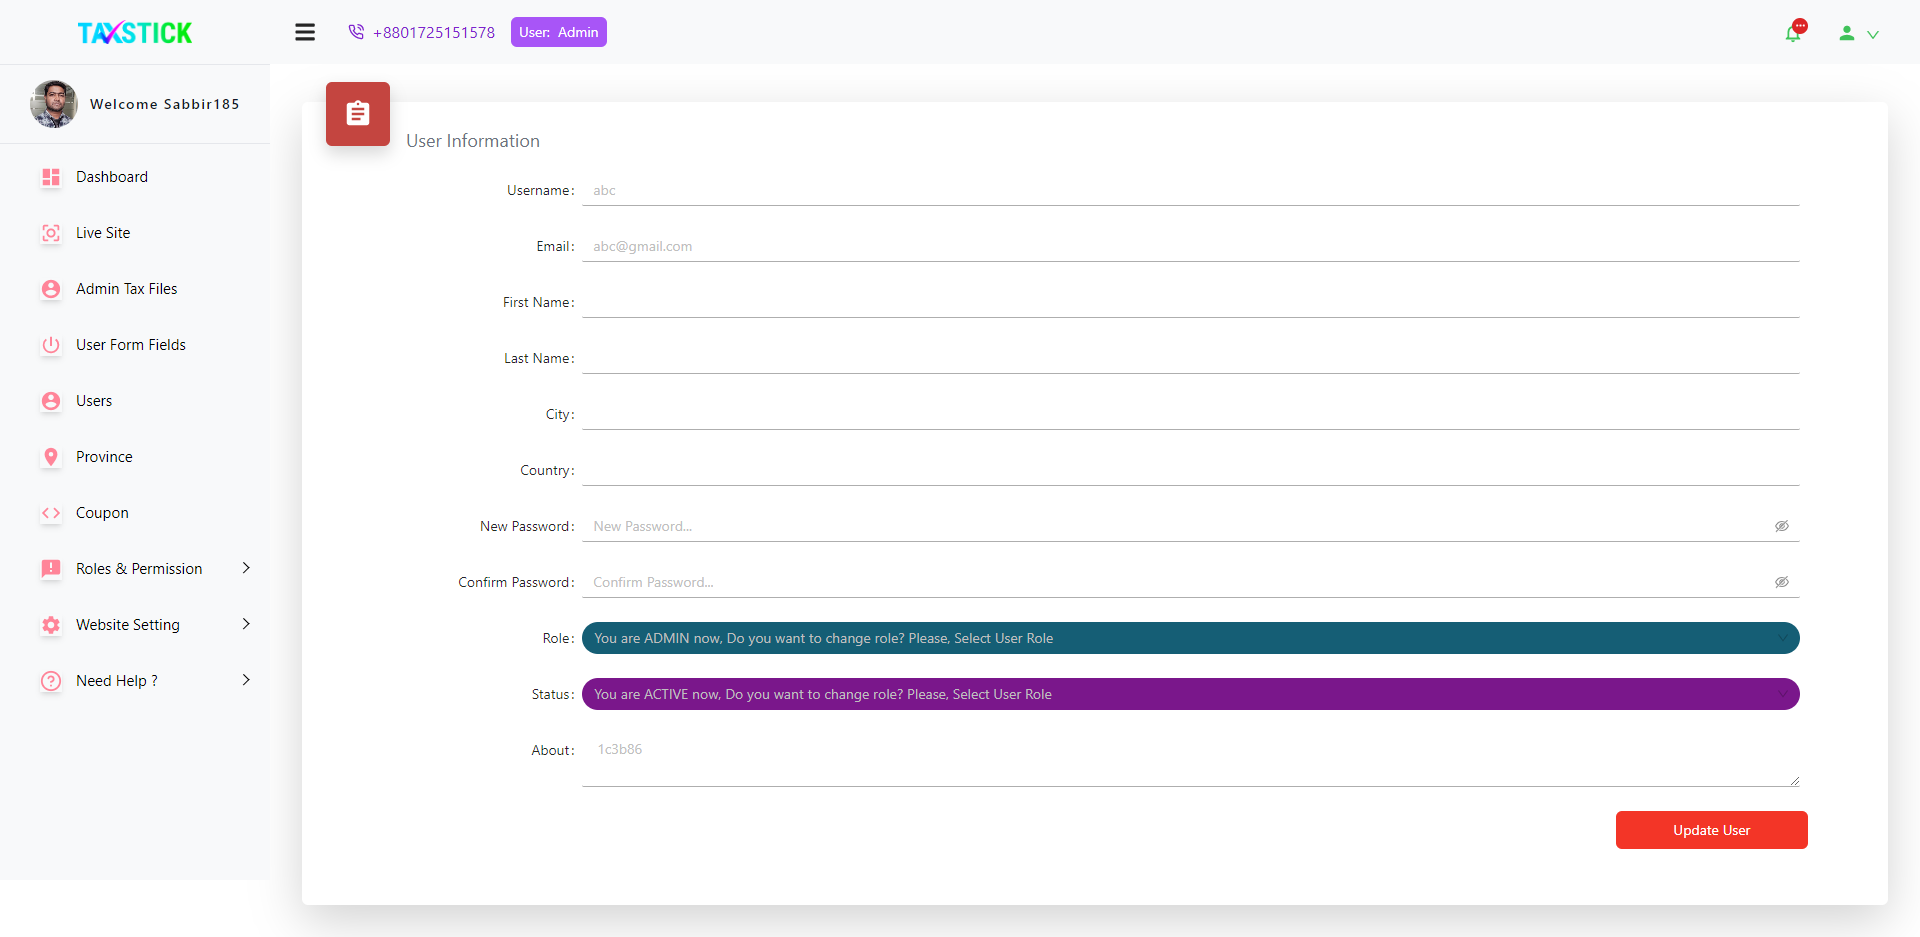 TAXSTICK
+8801725151578
User: Admin
Welcome Sabbir185
Dashboard
Live Site
Admin Tax Files
User Form Fields
Users
Province
Coupon
Roles & Permission
Website Setting
Need Help ?
User Information
Username: abc
Email: abc@gmail.com
First Name:
Last Name:
City:
Country:
New Password: New Password...
Confirm Password: Confirm Password...
Role: You are ADMIN now, Do you want to change role? Please, Select User Role
Status: You are ACTIVE now, Do you want to change role? Please, Select User Role
About: 1c3b86
Update User